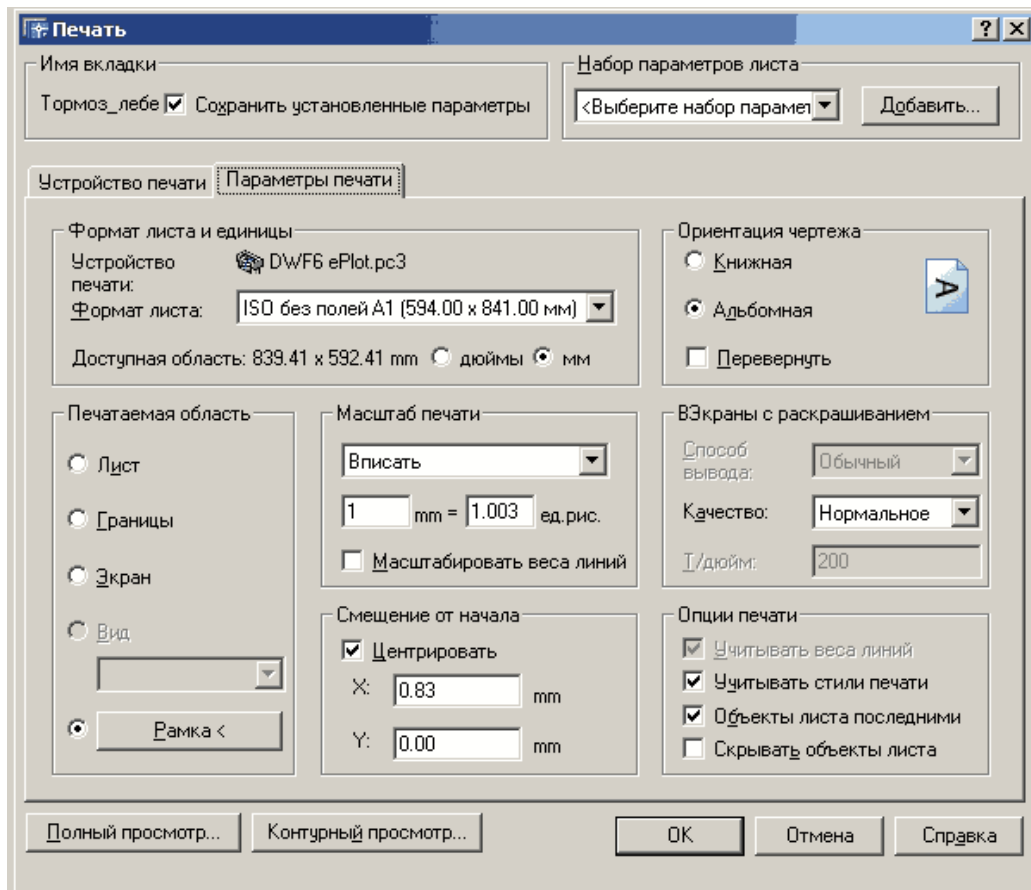 Печать
Имя вкладки
Тормоз_лебе Сохранить установленные параметры
Набор параметров листа
<Выберите набор парамет
Добавить...
Устройство печати
Параметры печати
Формат листа и единицы
Устройство печати:
DWF6 ePlot.pc3
Формат листа:
ISO без полей A1 (594.00 x 841.00 мм)
Доступная область: 839.41 x 592.41 mm дюймы мм
Ориентация чертежа
Книжная
Альбомная
Перевернуть
A
Печатаемая область
Лист
Границы
Экран
Вид
Рамка <
Масштаб печати
Вписать
1 mm = 1.003 ед.рис.
Масштабировать веса линий
Смещение от начала
Центрировать
X: 0.83 mm
Y: 0.00 mm
ВЭкраны с раскрашиванием
Способ вывода:
Обычный
Качество: Нормальное
Т/дюйм: 200
Опции печати
Учитывать веса линий
Учитывать стили печати
Объекты листа последними
Скрывать объекты листа
Полный просмотр...
Контурный просмотр...
OK
Отмена
Справка